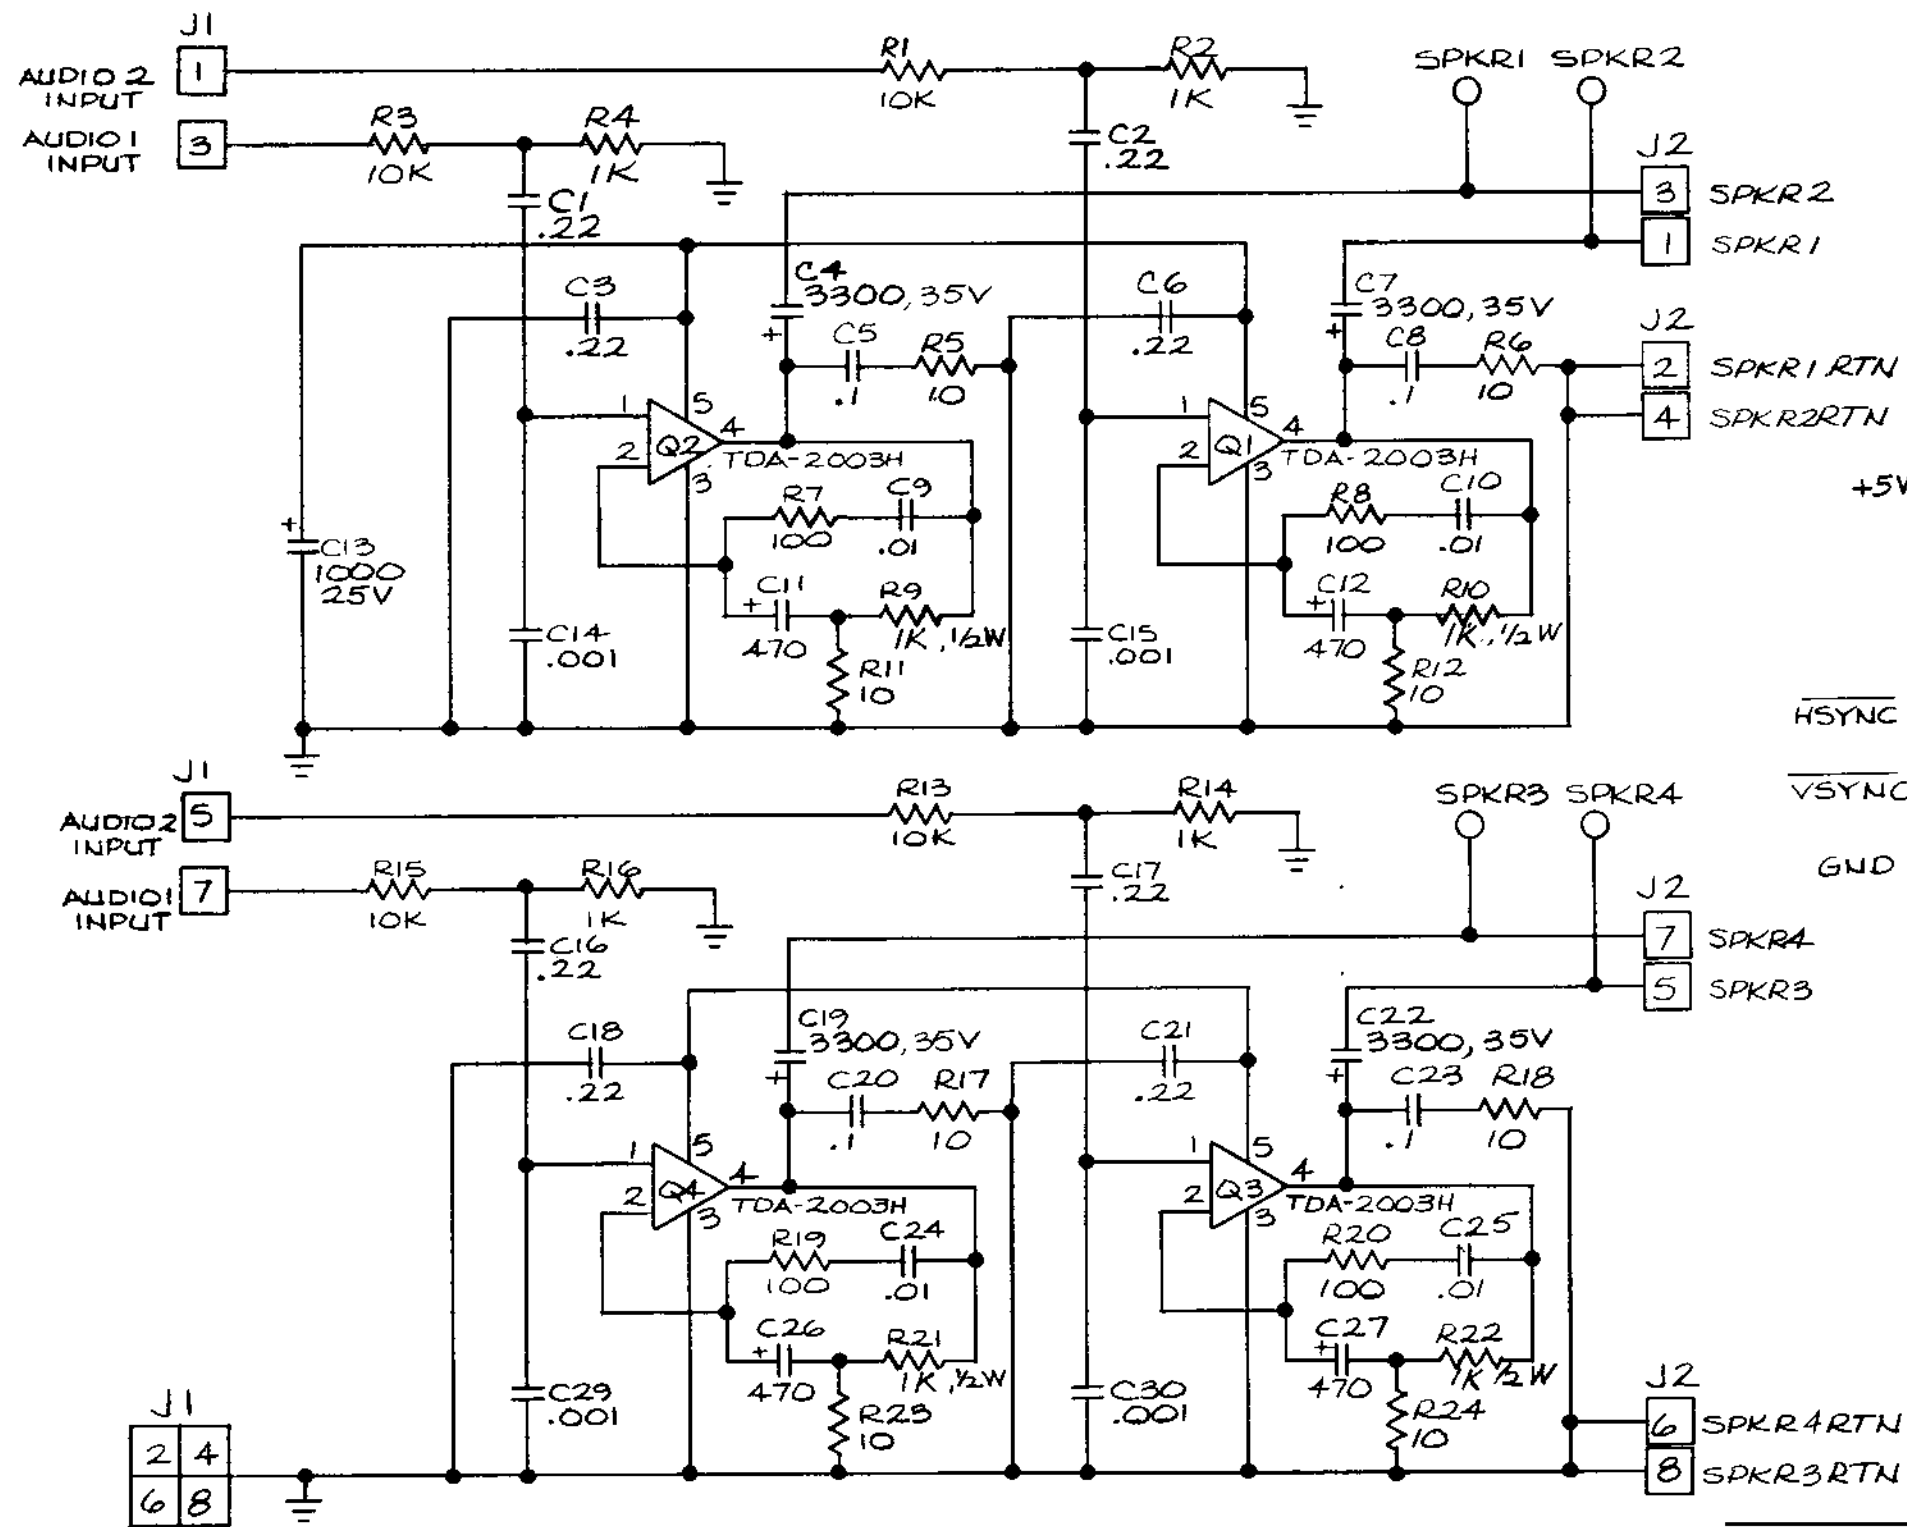 J1
1
AUDIO 2
INPUT
R1
10K
R2
1K
SPKR1 SPKR2
3
AUDIO 1
INPUT
R3
10K
R4
1K
C1
.22
C2
.22
J2
3 SPKR2
1 SPKR1
C3
.22
C4
3300, 35V
+
C5
.1
R5
10
C6
.22
C7
3300, 35V
+
C8
.1
R6
10
J2
2 SPKR1 RTN
4 SPKR2RTN
1
2
Q2
5
4
3
TDA-2003H
1
2
Q1
5
4
3
TDA-2003H
+5V
R7
100
C9
.01
R8
100
C10
.01
+
C13
1000
25V
C14
.001
+
C11
470
R9
1K, 1/2W
R11
10
C15
.001
+
C12
470
R10
1K, 1/2W
R12
10
HSYNC
J1
5
AUDIO2
INPUT
R13
10K
R14
1K
SPKR3 SPKR4
VSYNC
7
AUDIO1
INPUT
R15
10K
R16
1K
C17
.22
GND
C16
.22
J2
7 SPKR4
5 SPKR3
C18
.22
C19
3300, 35V
+
C20
.1
R17
10
C21
.22
C22
3300, 35V
+
C23
.1
R18
10
1
2
Q4
5
4
3
TDA-2003H
1
2
Q3
5
4
3
TDA-2003H
R19
100
C24
.01
R20
100
C25
.01
C29
.001
+
C26
470
R21
1K, 1/2W
R23
10
C30
.001
+
C27
470
R22
1K 1/2W
R24
10
J1
2 4
6 8
J2
6 SPKR4RTN
8 SPKR3RTN